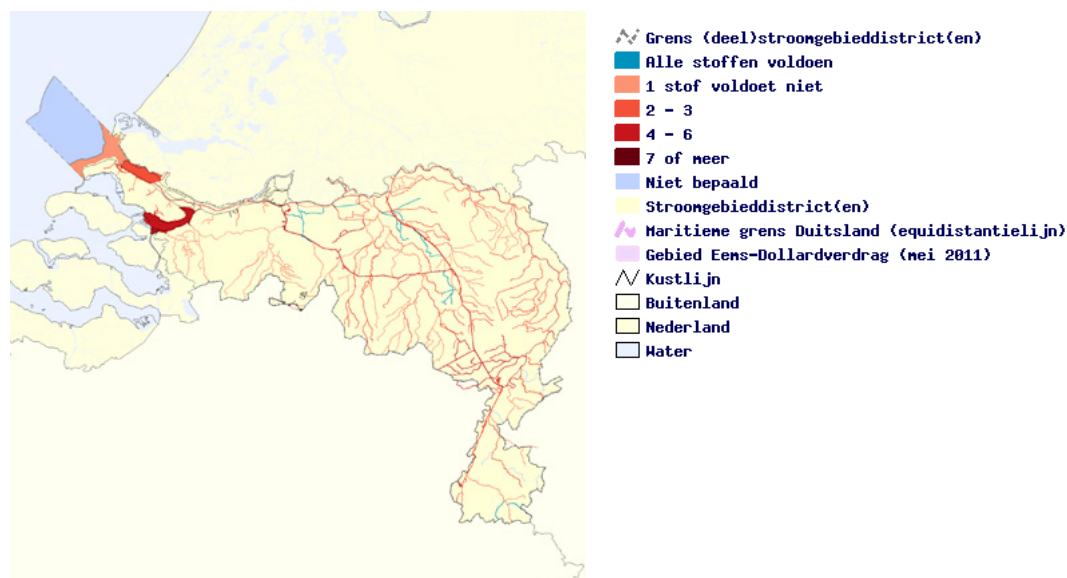 Grens (deel)stroomgebieddistrict(en)
Alle stoffen voldoen
1 stof voldoet niet
2 - 3
4 - 6
7 of meer
Niet bepaald
Stroomgebieddistrict(en)
Maritieme grens Duitsland (equidistantielijn)
Gebied Eems-Dollardverdrag (mei 2011)
Kustlijn
Buitenland
Nederland
Water